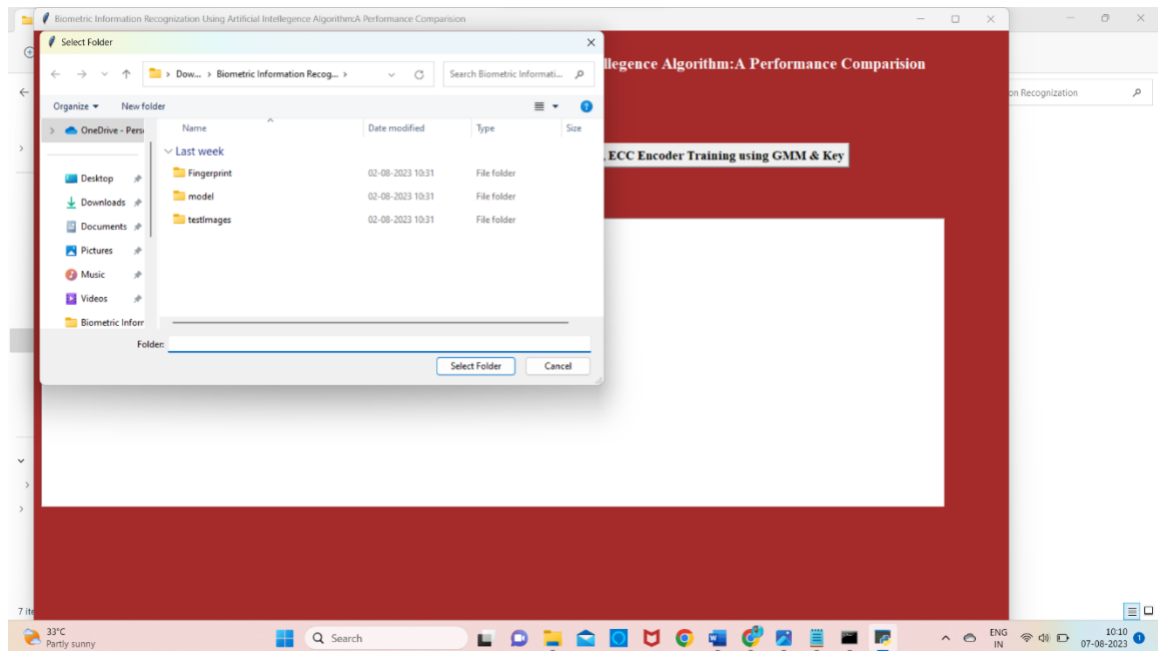 Biometric Information Recognization Using Artificial Intellegence Algorithm:A Performance Comparision
Select Folder
llegence Algorithm:A Performance Comparision
Dow... > Biometric Information Recog... >
Search Biometric Informati...
on Recognization
Organize
New folder
OneDrive - Pers
Name
Date modified
Type
Size
Last week
, ECC Encoder Training using GMM & Key
Fingerprint
02-08-2023 10:31
File folder
Desktop
model
02-08-2023 10:31
File folder
Downloads
testImages
02-08-2023 10:31
File folder
Documents
Pictures
Music
Videos
Biometric Inform
Folder:
Select Folder
Cancel
7 ite
33°C
Partly sunny
Search
ENG
IN
10:10
07-08-2023
1